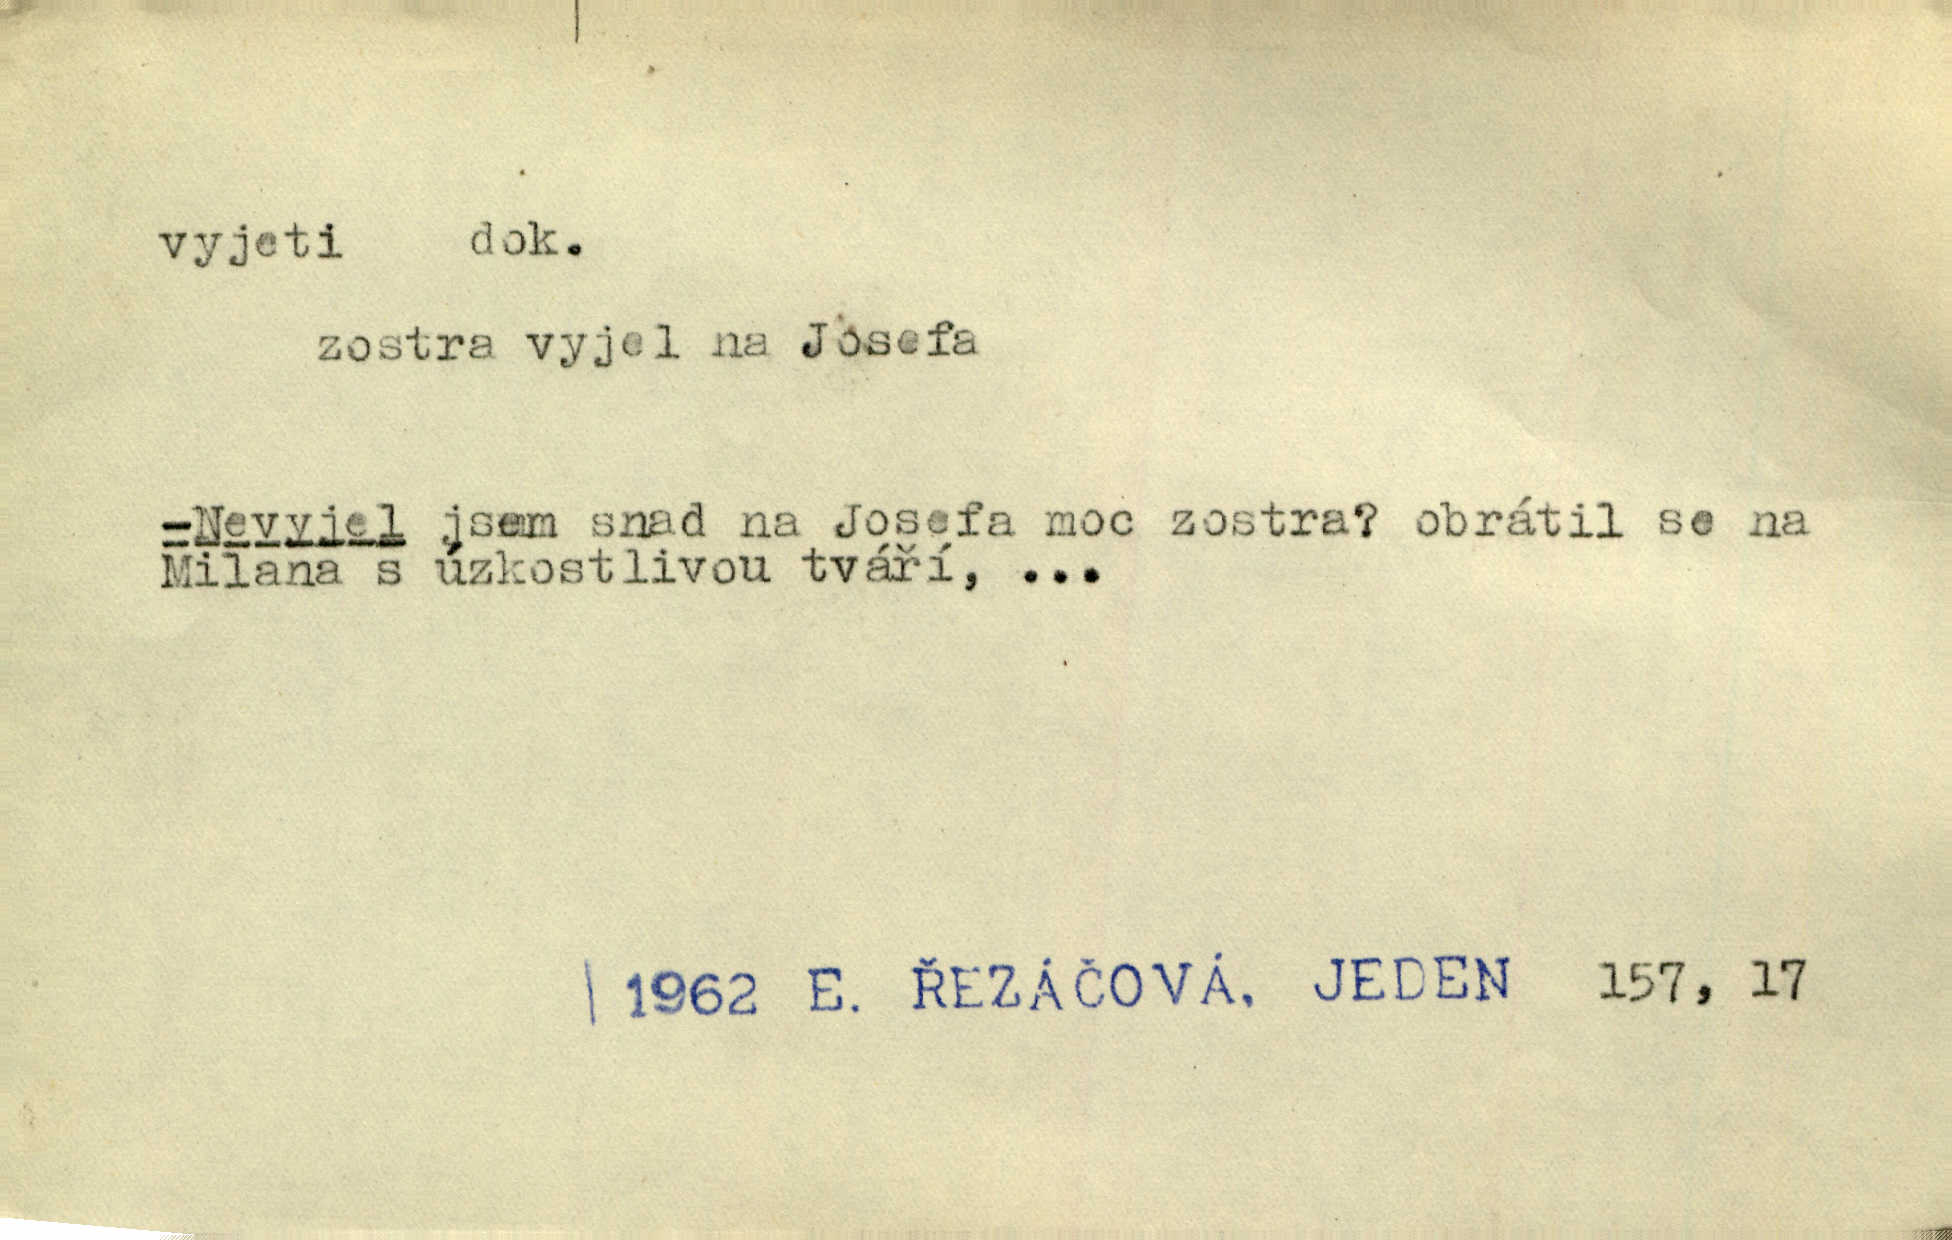 vyjeti dok.
zostra vyjel na Josefa
-Nevyjel jsem snad na Josefa moc zostra? obrátil se na
Milana s úzkostlivou tváří, ...
1962 E. ŘEZÁČOVÁ. JEDEN 157, 17